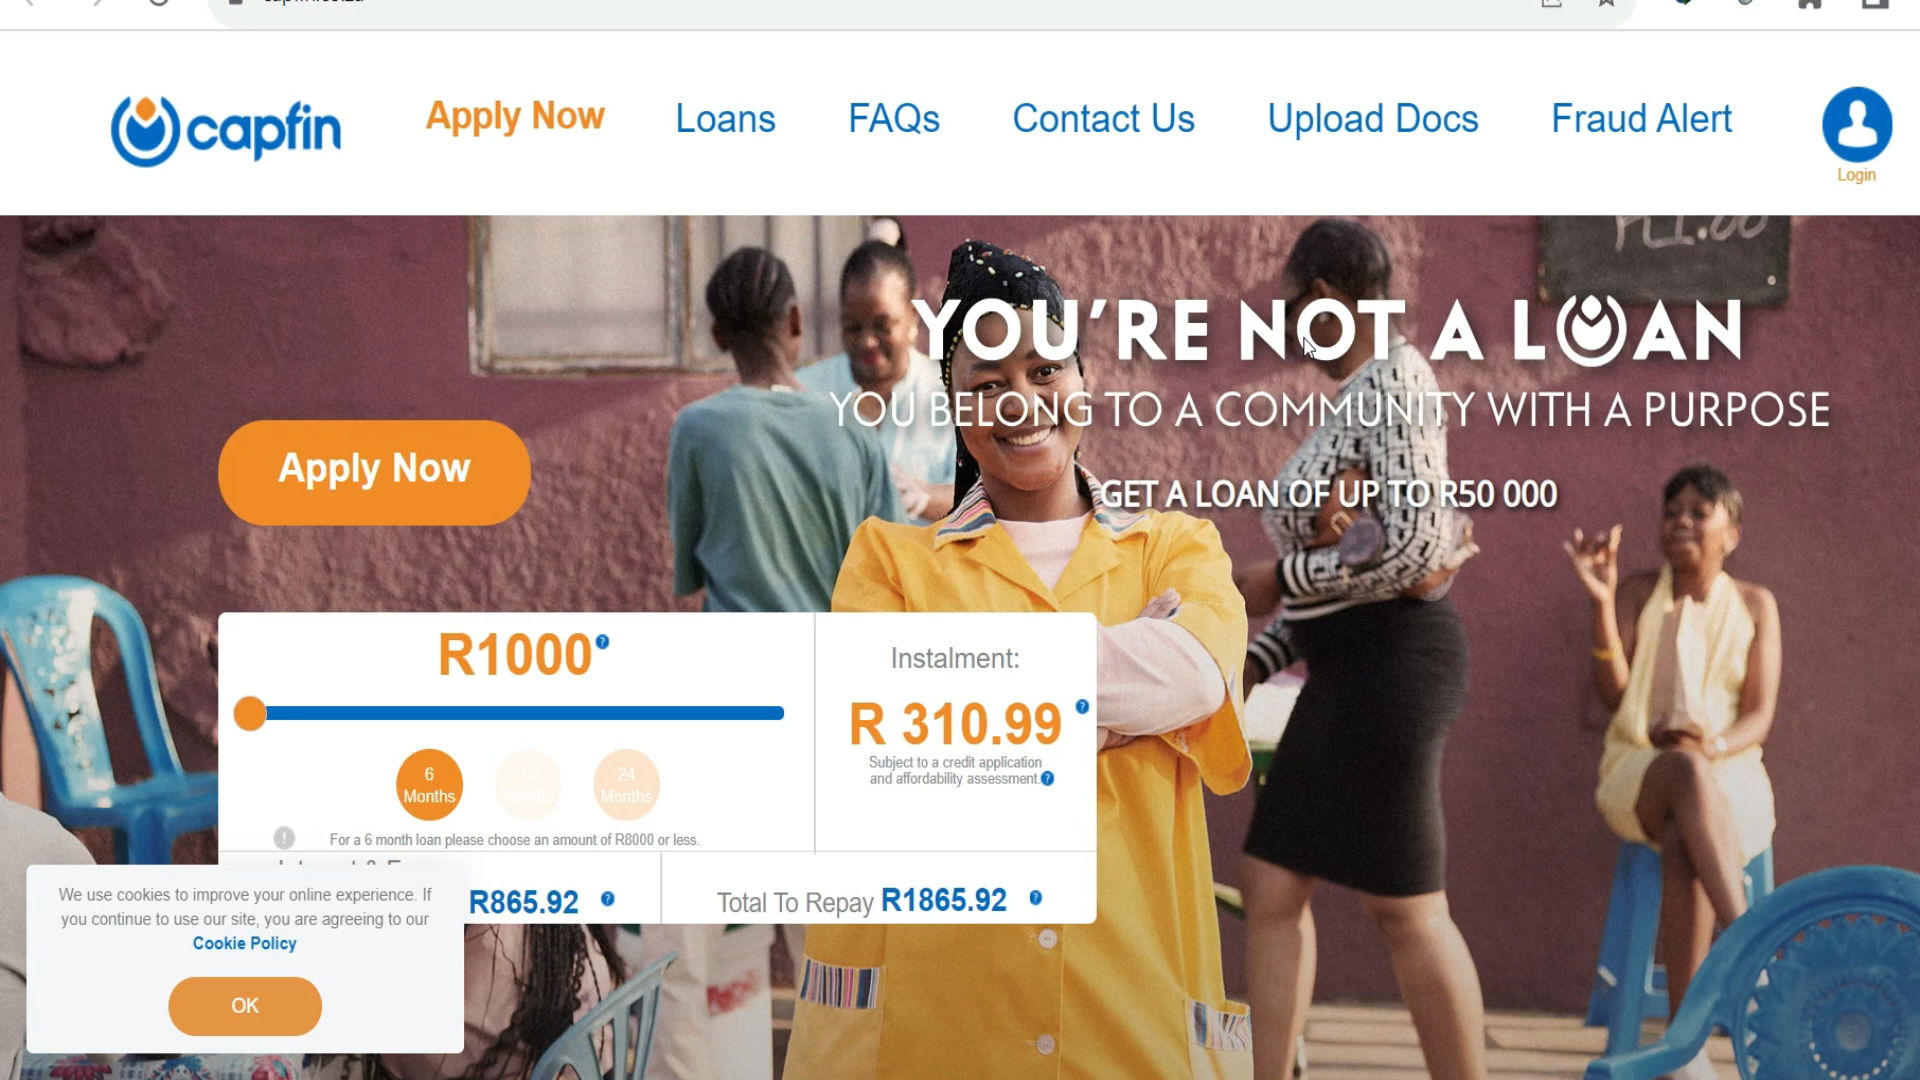 capfin
Apply Now
Loans
FAQs
Contact Us
Upload Docs
Fraud Alert
Login
YOU'RE NOT A LOAN
YOU BELONG TO A COMMUNITY WITH A PURPOSE
GET A LOAN OF UP TO R50 000
Apply Now
R1000
6
Months
12
Months
24
Months
For a 6 month loan please choose an amount of R8000 or less.
Instalment:
R 310.99
Subject to a credit application
and affordability assessment
R865.92
Total To Repay R1865.92
We use cookies to improve your online experience. If
you continue to use our site, you are agreeing to our
Cookie Policy
OK